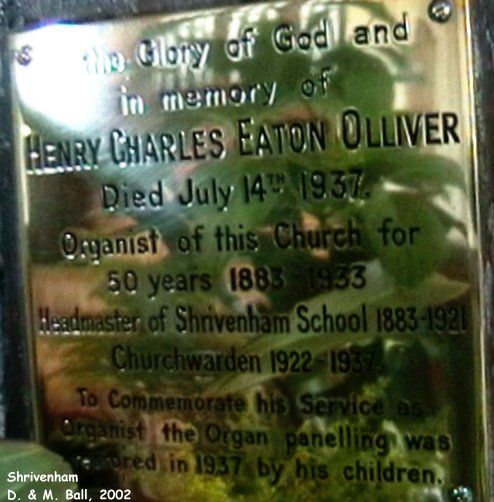 the Glory of God and
in memory of
HENRY CHARLES EATON OLLIVER
Died July 14TH 1937.
Organist of this Church for
50 years 1883-1933
Headmaster of Shrivenham School 1883-1921
Churchwarden 1922-1937.
To Commemorate his Service as
Organist the Organ panelling was
in 1937 by his children.
Shrivenham
D. & M. Ball, 2002